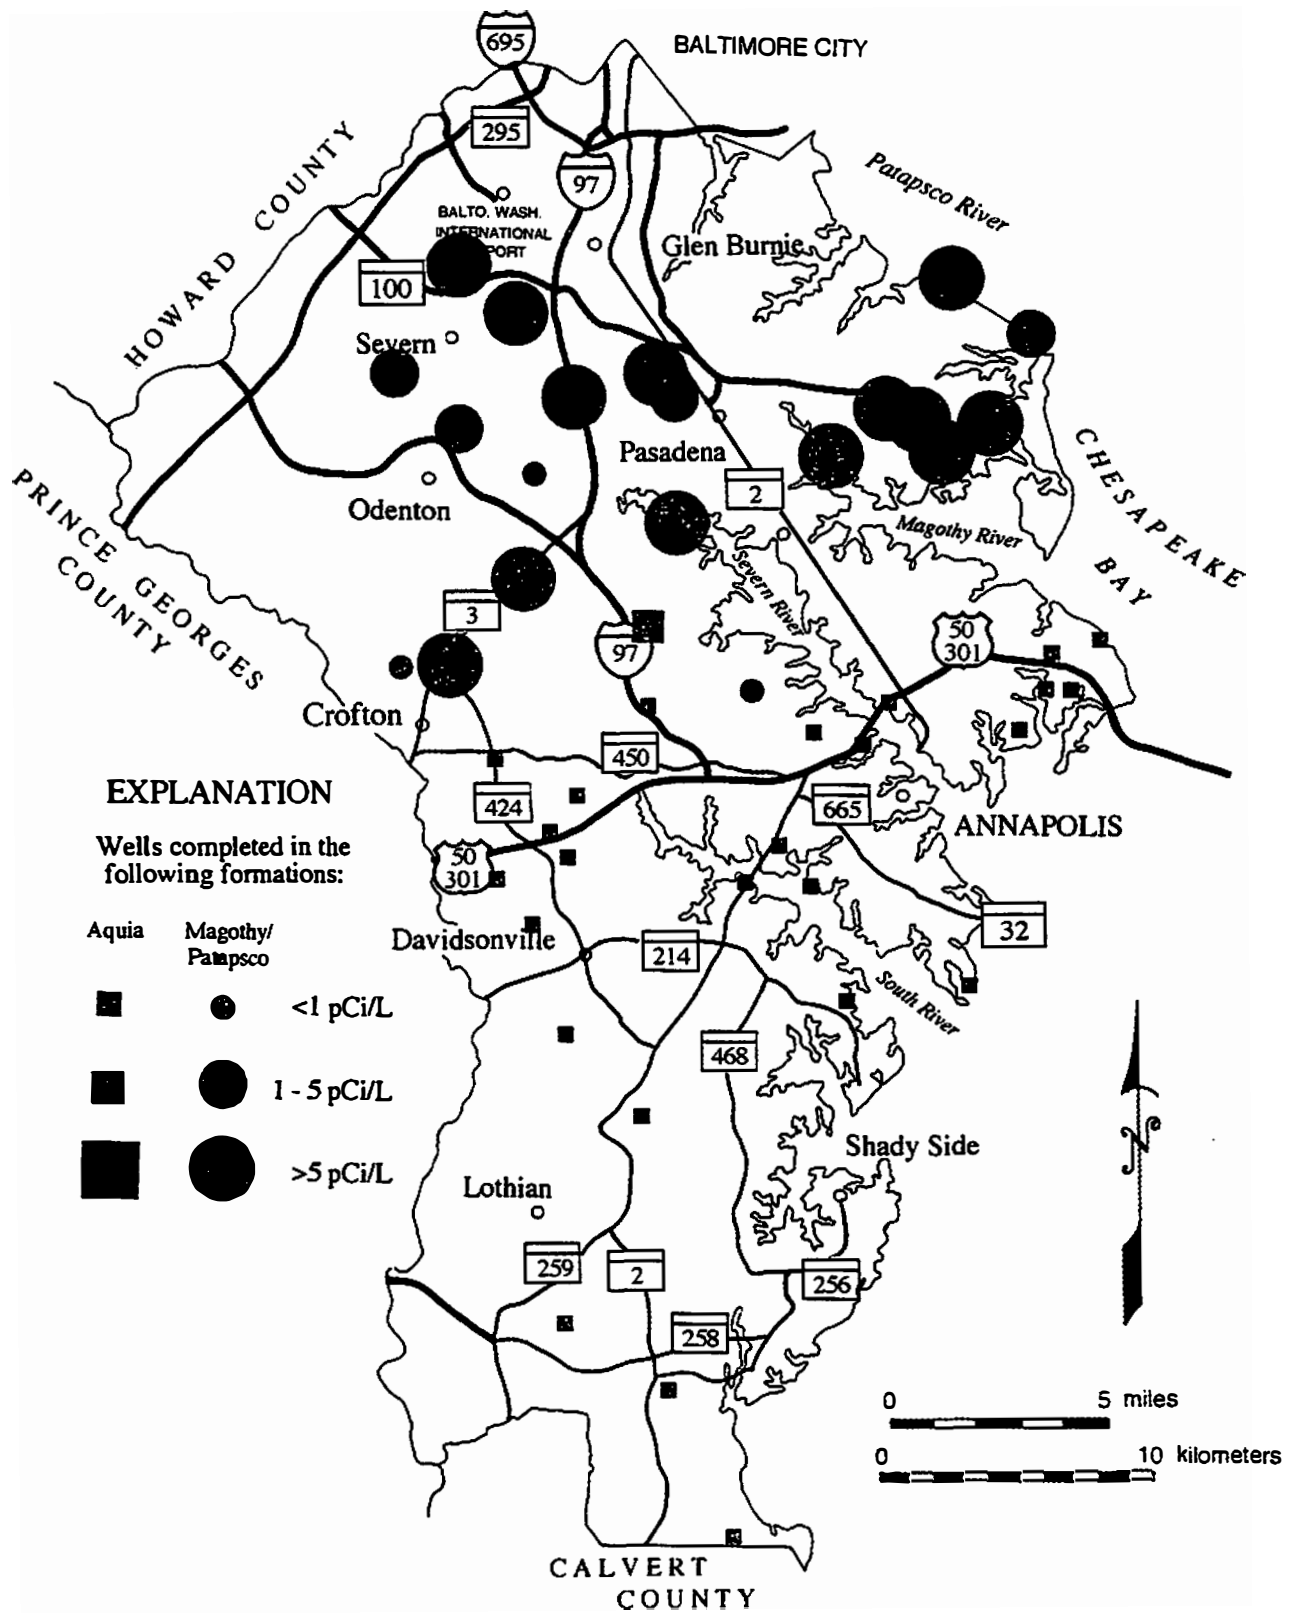 695
BALTIMORE CITY
295
97
Patapsco River
HOWARD COUNTY
BALTO. WASH.
INTERNATIONAL
PORT
Glen Burnie
100
Severn
Pasadena
2
Odenton
CHESAPEAKE
BAY
Magothy River
Severn River
PRINCE GEORGES
COUNTY
3
97
50
301
Crofton
450
EXPLANATION
424
665
ANNAPOLIS
Wells completed in the
following formations:
50
301
Aquia
Magothy/
Patapsco
Davidsonville
214
32
South River
<1 pCi/L
468
1 - 5 pCi/L
Shady Side
>5 pCi/L
Lothian
N
259
2
256
258
0 5 miles
0 10 kilometers
CALVERT
COUNTY